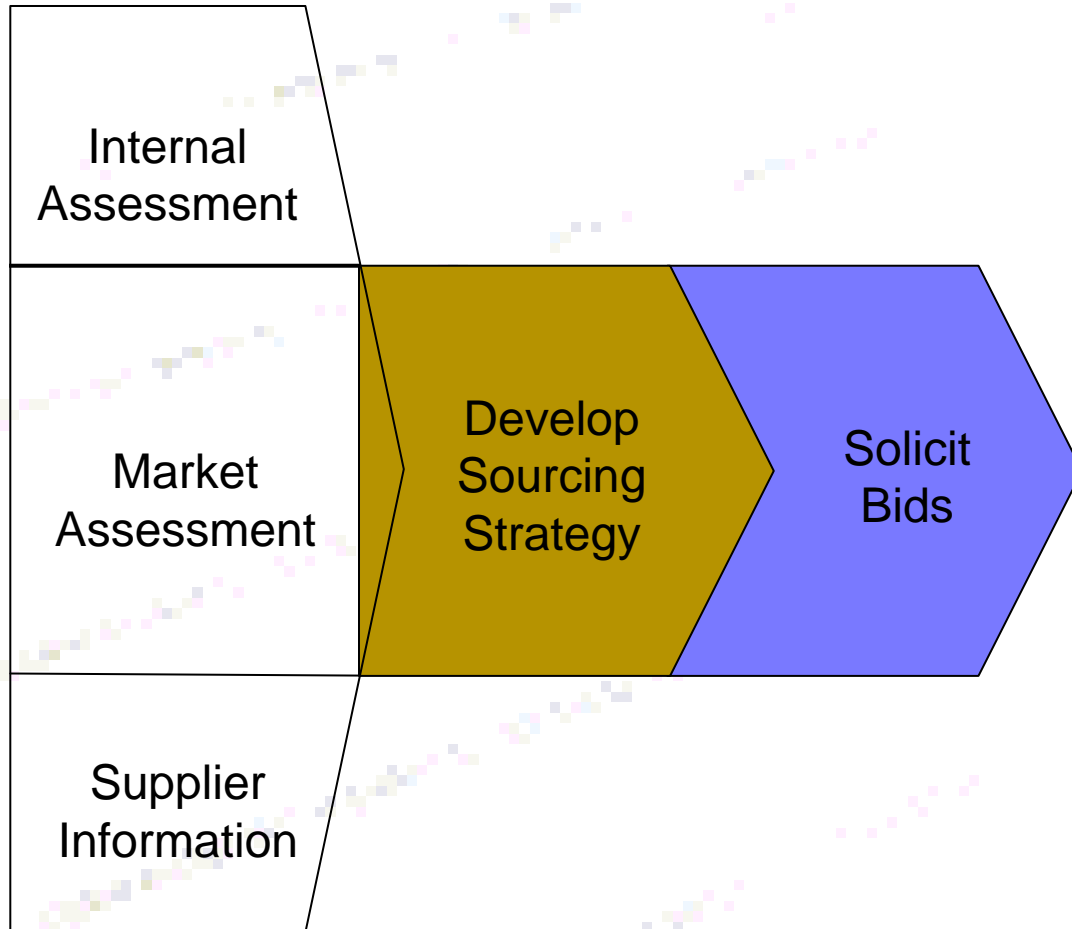 Internal
Assessment
Market
Assessment
Develop
Sourcing
Strategy
Solicit
Bids
Supplier
Information